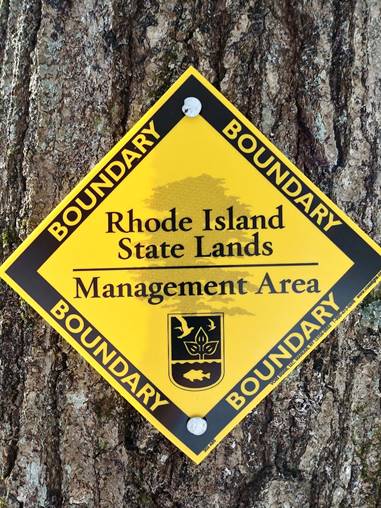 BOUNDARY
BOUNDARY
Rhode Island
State Lands
Management Area
BOUNDARY
BOUNDARY